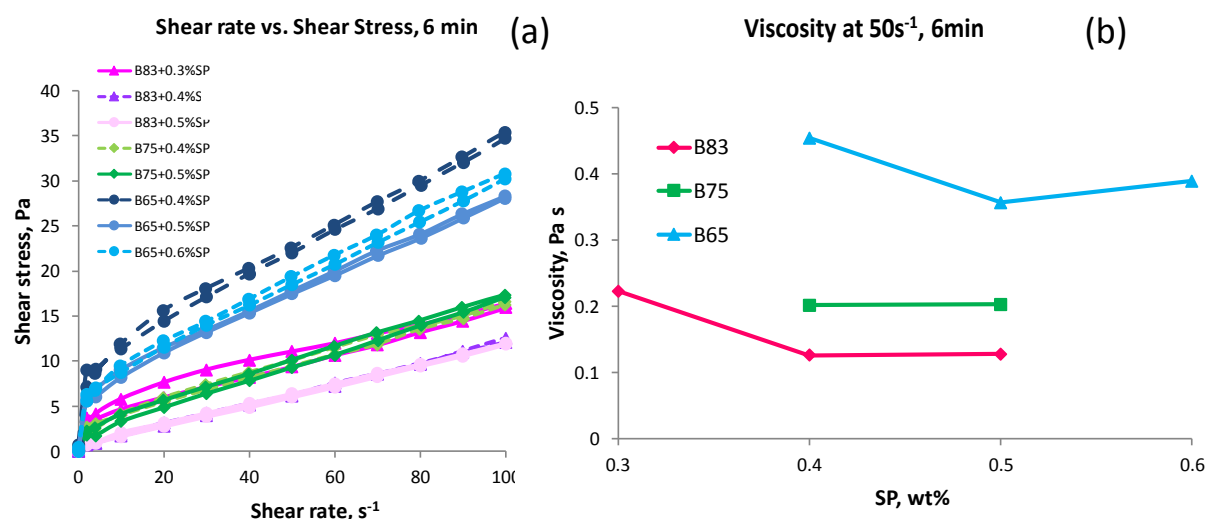 Shear rate vs. Shear Stress, 6 min
(a)
B83+0.3%SP
B83+0.4%S
B83+0.5%SP
B75+0.4%SP
B75+0.5%SP
B65+0.4%SP
B65+0.5%SP
B65+0.6%SP
Shear stress, Pa
40
35
30
25
20
15
10
5
0
0 20 40 60 80 100
Shear rate, s⁻¹
Viscosity at 50s⁻¹, 6min
(b)
B83
B75
B65
Viscosity, Pa s
0.5
0.4
0.3
0.2
0.1
0
0.3 0.4 0.5 0.6
SP, wt%